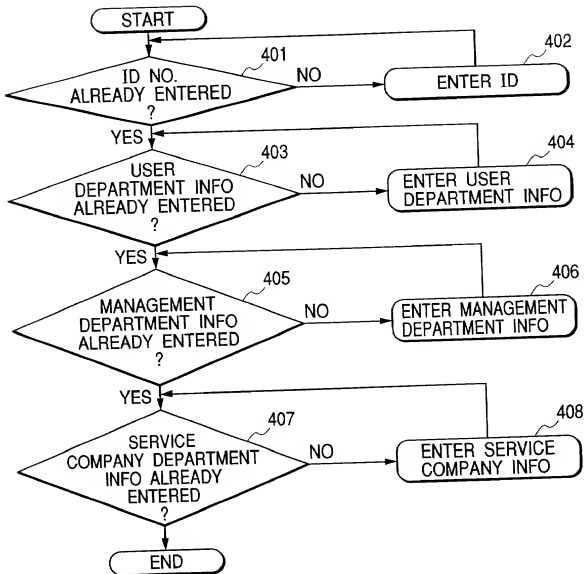 START
401
402
ID NO.
ALREADY ENTERED
?
NO
ENTER ID
YES
403
404
USER
DEPARTMENT INFO
ALREADY ENTERED
?
NO
ENTER USER
DEPARTMENT INFO
YES
405
406
MANAGEMENT
DEPARTMENT INFO
ALREADY ENTERED
?
NO
ENTER MANAGEMENT
DEPARTMENT INFO
YES
407
408
SERVICE
COMPANY DEPARTMENT
INFO ALREADY
ENTERED
?
NO
ENTER SERVICE
COMPANY INFO
END